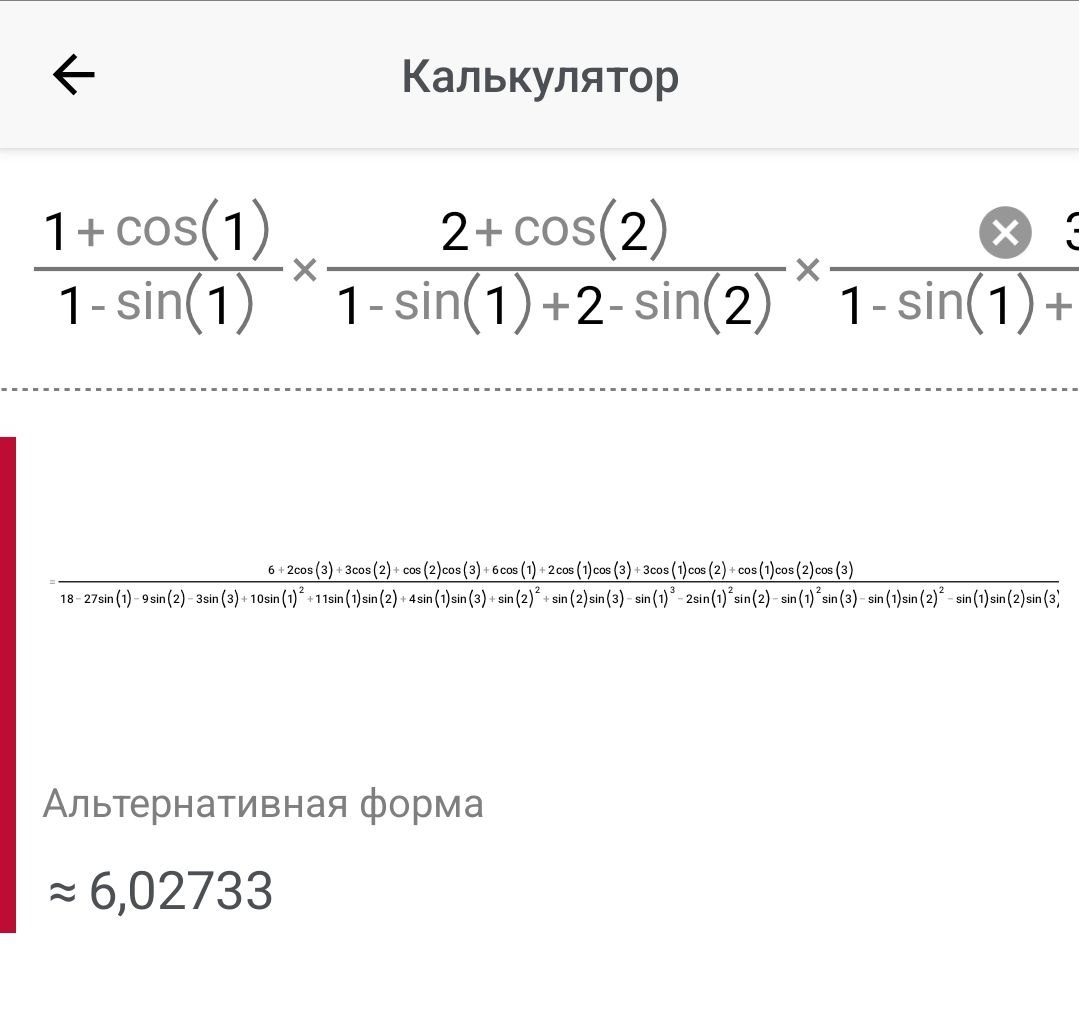 Калькулятор
1 + cos(1) / 1 - sin(1) × 2 + cos(2) / 1 - sin(1) + 2 - sin(2) × 3 / 1 - sin(1) +
= 6 + 2cos(3) + 3cos(2) + cos(2)cos(3) + 6cos(1) + 2cos(1)cos(3) + 3cos(1)cos(2) + cos(1)cos(2)cos(3)
18 - 27sin(1) - 9sin(2) - 3sin(3) + 10sin(1)² + 11sin(1)sin(2) + 4sin(1)sin(3) + sin(2)² + sin(2)sin(3) - sin(1)³ - 2sin(1)²sin(2) - sin(1)²sin(3) - sin(1)sin(2)² - sin(1)sin(2)sin(3)
Альтернативная форма
≈ 6,02733